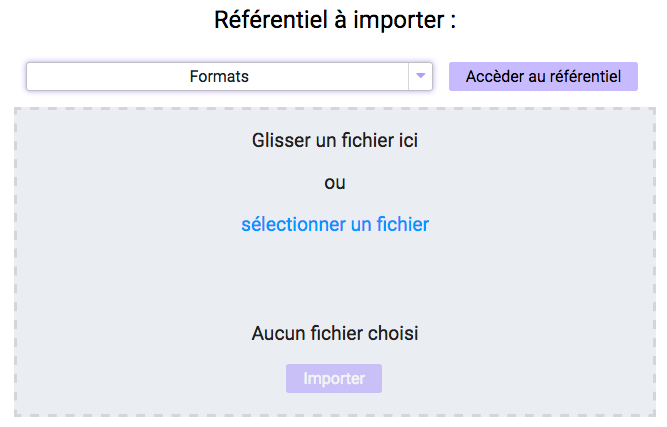 Référentiel à importer :
Formats
Accèder au référentiel
Glisser un fichier ici
ou
sélectionner un fichier
Aucun fichier choisi
Importer